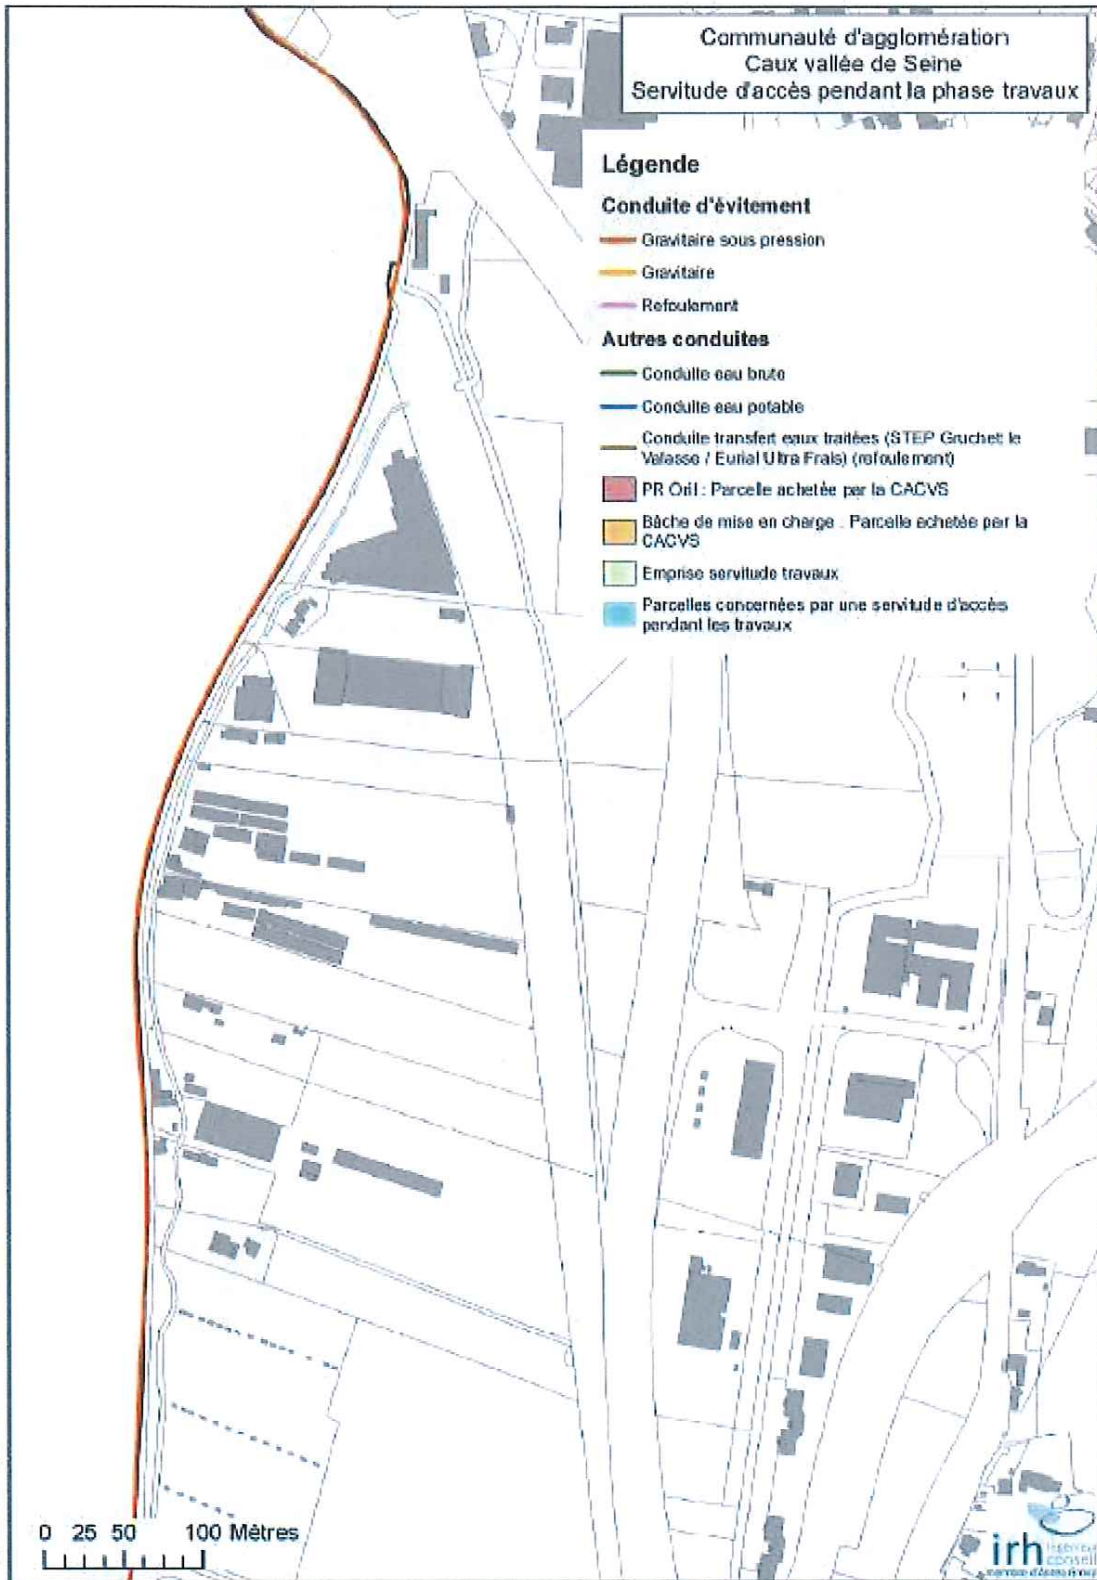 Communauté d'agglomération
Caux vallée de Seine
Servitude d'accès pendant la phase travaux
Légende
Conduite d'évitement
Gravitaire sous pression
Gravitaire
Refoulement
Autres conduites
Conduite eau brute
Conduite eau potable
Conduite transfert eaux traitées (STEP Gruchet le
Valasse / Eurial Ultra Frais) (refoulement)
PR Oril : Parcelle achetée par la CACVS
Bâche de mise en charge : Parcelle achetée par la
CACVS
Emprise servitude travaux
Parcelles concernées par une servitude d'accès
pendant les travaux
0 25 50 100 Mètres
irh
Ingénieur
conseil